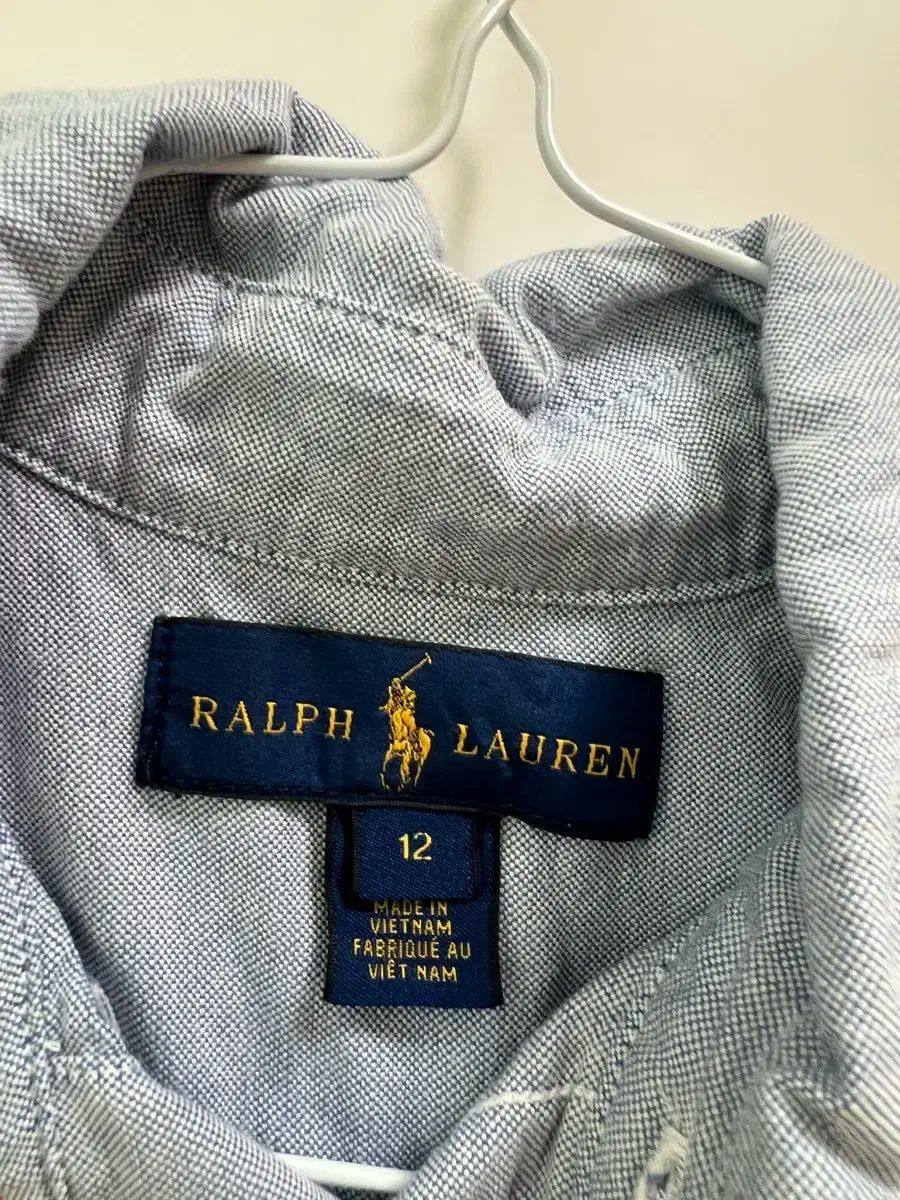 RALPH LAUREN
12
MADE IN
VIETNAM
FABRIQUÉ AU
VIÊT NAM